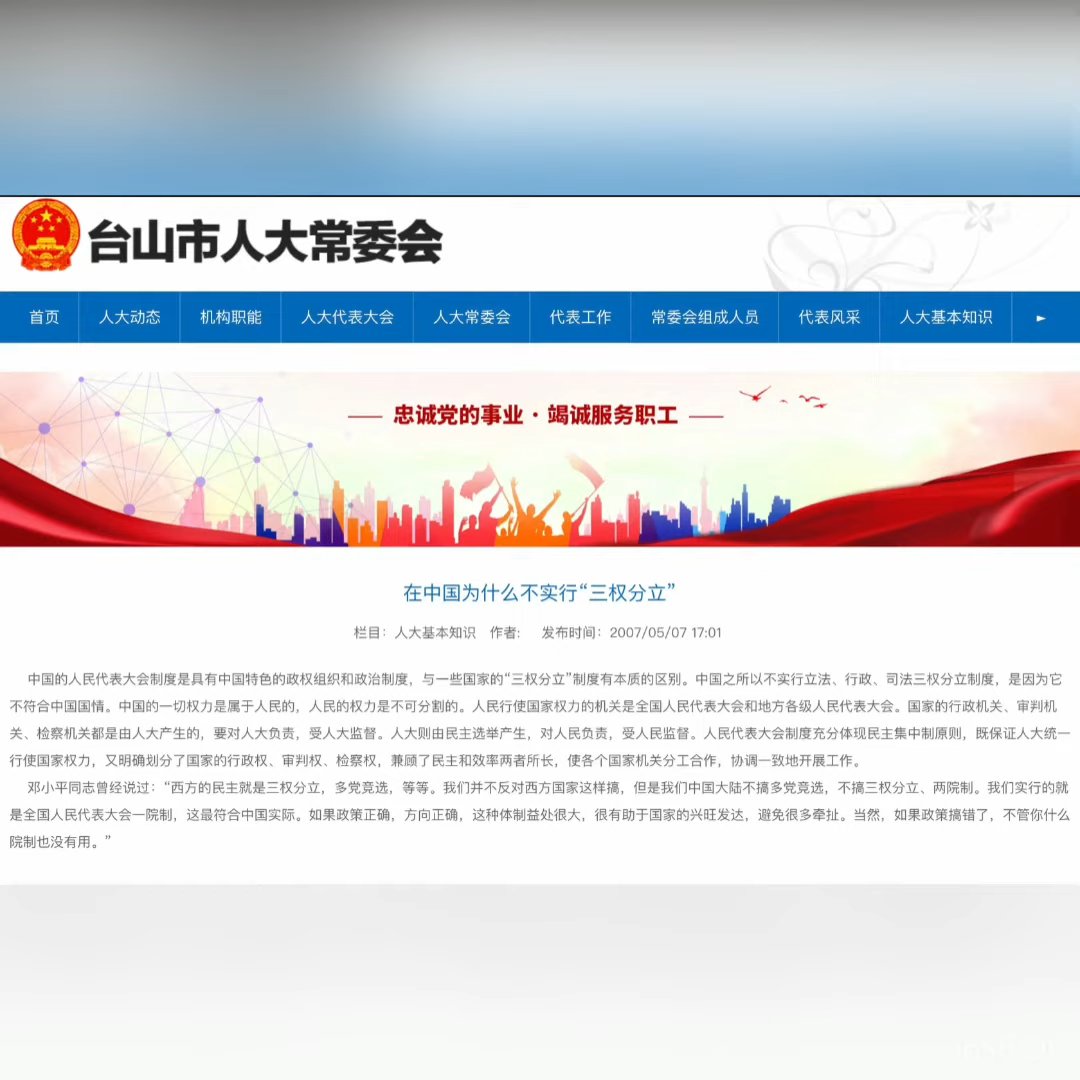 台山市人大常委会
首页 人大动态 机构职能 人大代表大会 人大常委会 代表工作 常委会组成人员 代表风采 人大基本知识 ►
—— 忠诚党的事业 · 竭诚服务职工 ——
在中国为什么不实行“三权分立”
栏目：人大基本知识 作者： 发布时间：2007/05/07 17:01
中国的人民代表大会制度是具有中国特色的政权组织和政治制度，与一些国家的“三权分立”制度有本质的区别。中国之所以不实行立法、行政、司法三权分立制度，是因为它
不符合中国国情。中国的一切权力是属于人民的，人民的权力是不可分割的。人民行使国家权力的机关是全国人民代表大会和地方各级人民代表大会。国家的行政机关、审判机
关、检察机关都是由人大产生的，要对人大负责，受人大监督。人大则由民主选举产生，对人民负责，受人民监督。人民代表大会制度充分体现民主集中制原则，既保证人大统一
行使国家权力，又明确划分了国家的行政权、审判权、检察权，兼顾了民主和效率两者所长，使各个国家机关分工合作，协调一致地开展工作。
邓小平同志曾经说过：“西方的民主就是三权分立，多党竞选，等等。我们并不反对西方国家这样搞，但是我们中国大陆不搞多党竞选，不搞三权分立、两院制。我们实行的就
是全国人民代表大会一院制，这最符合中国实际。如果政策正确，方向正确，这种体制益处很大，很有助于国家的兴旺发达，避免很多牵扯。当然，如果政策搞错了，不管你什么
院制也没有用。”